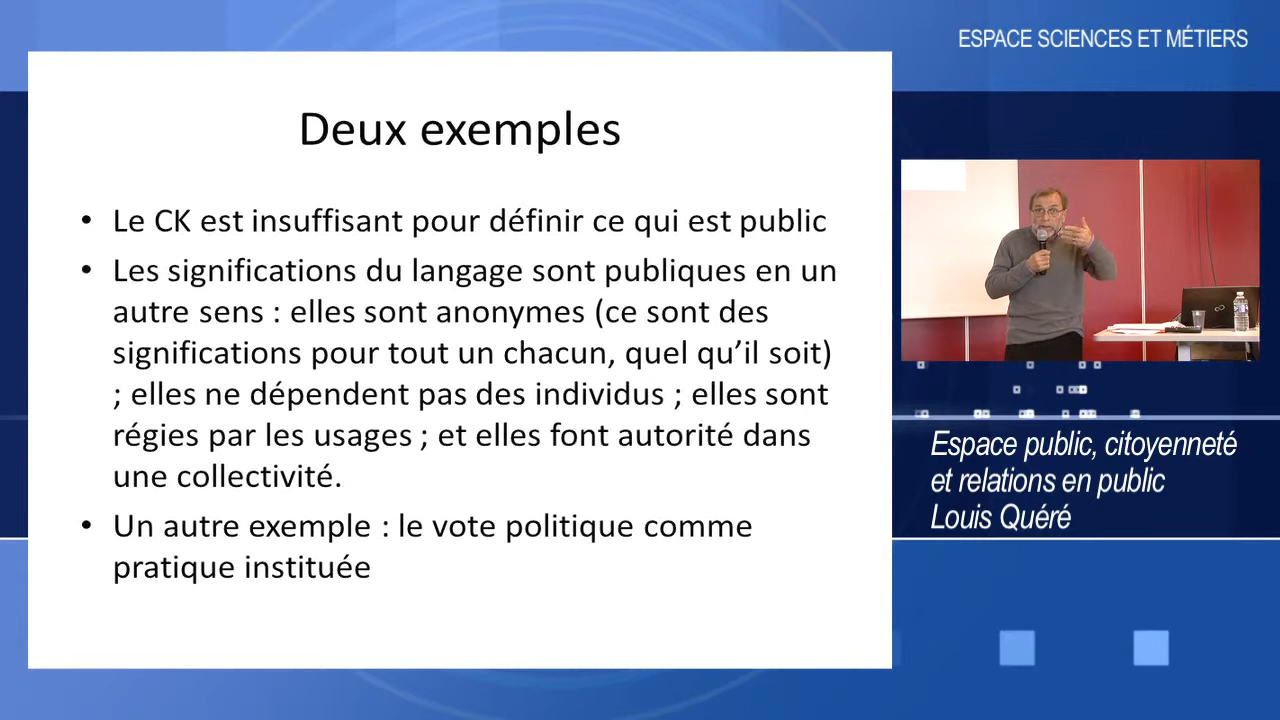 ESPACE SCIENCES ET MÉTIERS
Deux exemples
• Le CK est insuffisant pour définir ce qui est public
• Les significations du langage sont publiques en un
autre sens : elles sont anonymes (ce sont des
significations pour tout un chacun, quel qu’il soit)
; elles ne dépendent pas des individus ; elles sont
régies par les usages ; et elles font autorité dans
une collectivité.
• Un autre exemple : le vote politique comme
pratique instituée
Espace public, citoyenneté
et relations en public
Louis Quéré